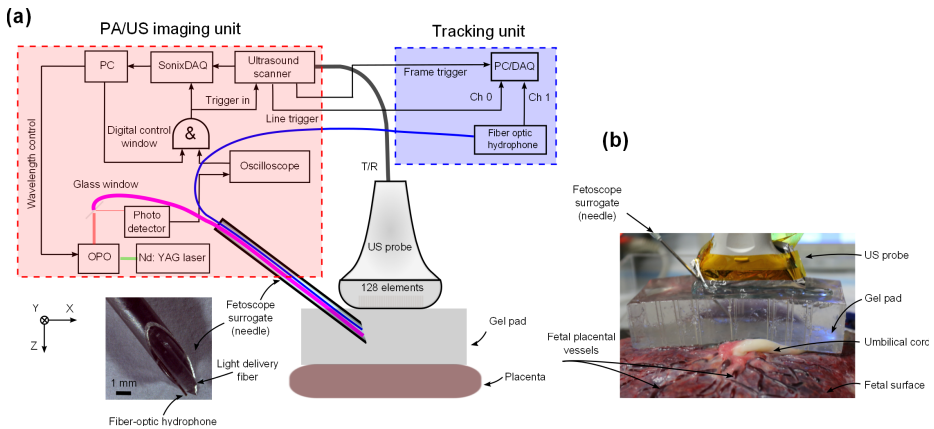 (a)
PA/US imaging unit
Tracking unit
PC
SonixDAQ
Ultrasound
scanner
PC/DAQ
Frame trigger
Trigger in
Ch 0
Ch 1
Line trigger
Digital control
window
&
Fiber optic
hydrophone
Wavelength control
Oscilloscope
T/R
Glass window
Photo
detector
OPO
Nd: YAG laser
US probe
128 elements
Y
X
Z
Fetoscope
surrogate
(needle)
Gel pad
Light delivery
fiber
1 mm
Placenta
Fiber-optic hydrophone
(b)
Fetoscope
surrogate
(needle)
US probe
Gel pad
Fetal placental
vessels
Umbilical cord
Fetal surface